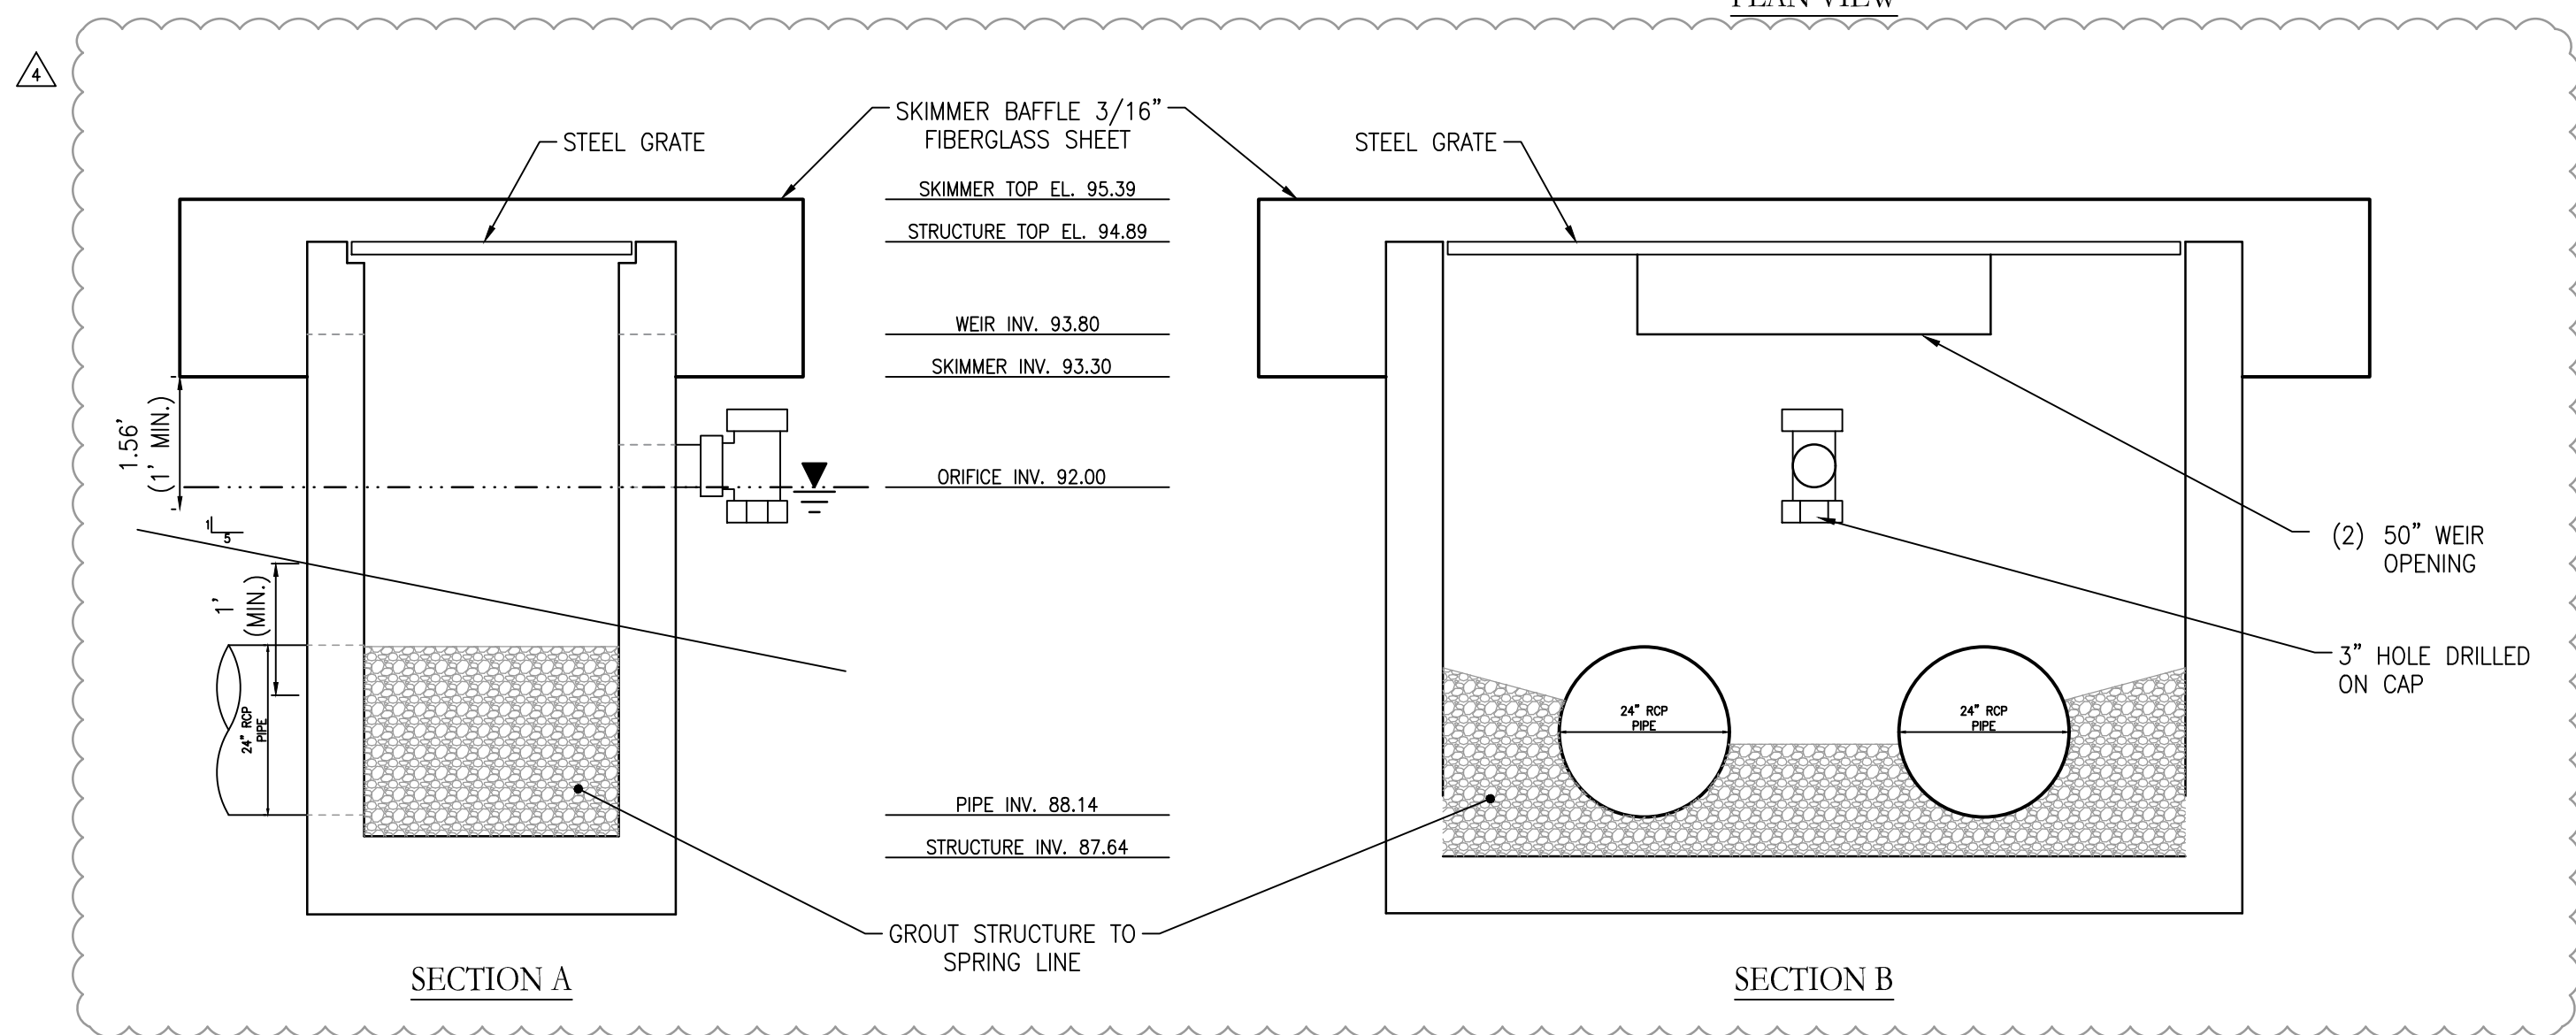 PLAN VIEW
4
SKIMMER BAFFLE 3/16"
FIBERGLASS SHEET
STEEL GRATE
STEEL GRATE
SKIMMER TOP EL. 95.39
STRUCTURE TOP EL. 94.89
WEIR INV. 93.80
SKIMMER INV. 93.30
1.56'
(1' MIN.)
ORIFICE INV. 92.00
1
5
1'
(MIN.)
(2) 50" WEIR
OPENING
3" HOLE DRILLED
ON CAP
24" RCP
PIPE
24" RCP
PIPE
24" RCP
PIPE
PIPE INV. 88.14
STRUCTURE INV. 87.64
GROUT STRUCTURE TO
SPRING LINE
SECTION A
SECTION B